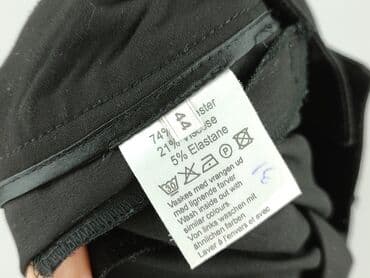 44
74%
21% Viscose
5% Elastane
Vaskes med vrangen ud
med lignende farver
Wash inside out with
similar colours
Von links waschen mit
ähnlichen farben
Laver à l'envers et avec